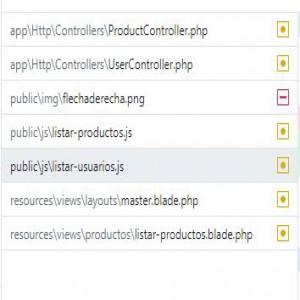 app\Http\Controllers\ProductController.php
app\Http\Controllers\UserController.php
public\img\flechaderecha.png
public\js\listar-productos.js
public\js\listar-usuarios.js
resources\views\layouts\master.blade.php
resources\views\productos\listar-productos.blade.php